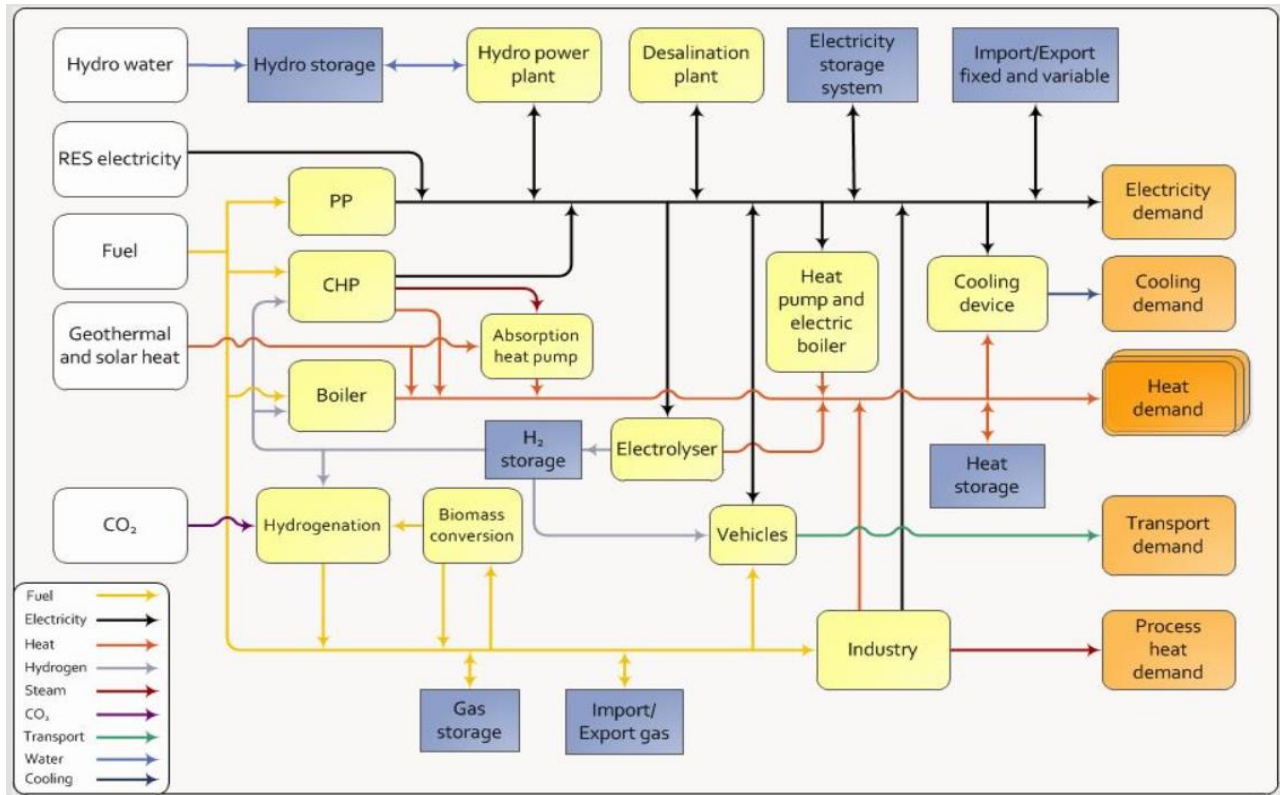 Hydro water
Hydro storage
Hydro power
plant
Desalination
plant
Electricity
storage
system
Import/Export
fixed and variable
RES electricity
PP
Electricity
demand
Fuel
CHP
Heat
pump and
electric
boiler
Cooling
device
Cooling
demand
Geothermal
and solar heat
Absorption
heat pump
Boiler
Heat
demand
H₂
storage
Electrolyser
Heat
storage
CO₂
Hydrogenation
Biomass
conversion
Vehicles
Transport
demand
Fuel
Electricity
Heat
Hydrogen
Steam
CO₂
Transport
Water
Cooling
Industry
Process
heat
demand
Gas
storage
Import/
Export gas